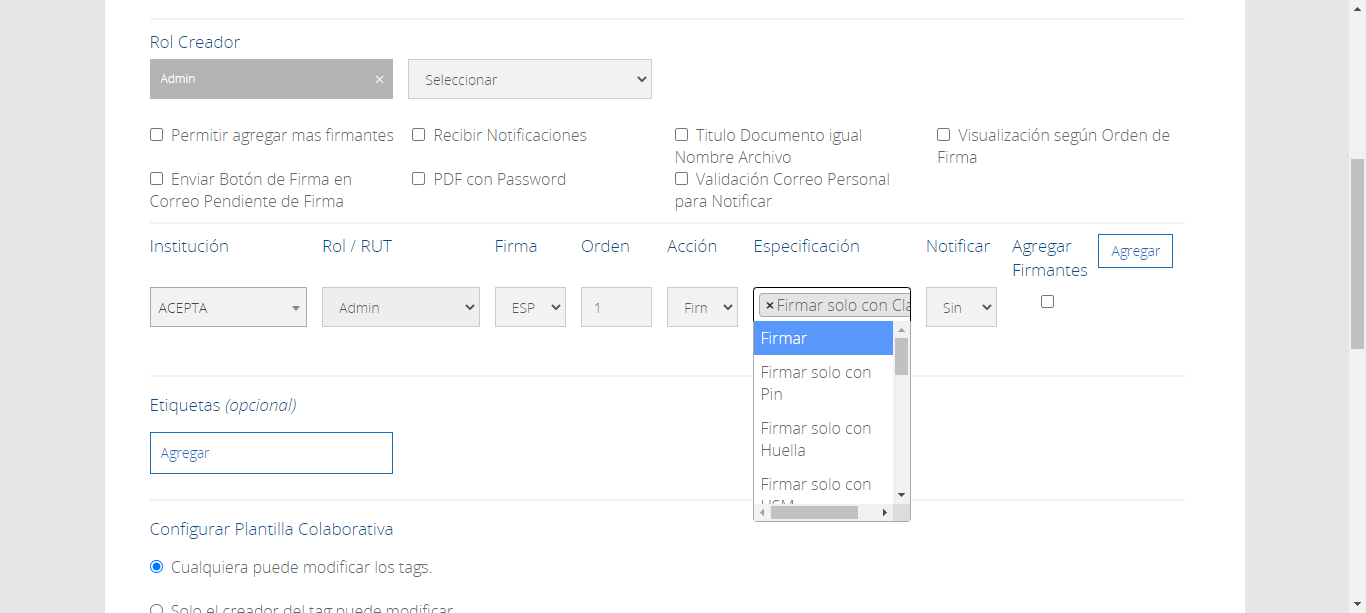 Rol Creador
Admin ×
Seleccionar
Permitir agregar mas firmantes
Recibir Notificaciones
Titulo Documento igual
Nombre Archivo
Visualización según Orden de
Firma
Enviar Botón de Firma en
Correo Pendiente de Firma
PDF con Password
Validación Correo Personal
para Notificar
Institución
Rol / RUT
Firma
Orden
Acción
Especificación
Notificar
Agregar
Firmantes
Agregar
ACEPTA
Admin
ESP
1
Firn
× Firmar solo con Cla
Sin
Firmar
Firmar solo con
Pin
Firmar solo con
Huella
Firmar solo con
HSM
Etiquetas (opcional)
Agregar
Configurar Plantilla Colaborativa
Cualquiera puede modificar los tags.
Solo el creador del tag puede modificar